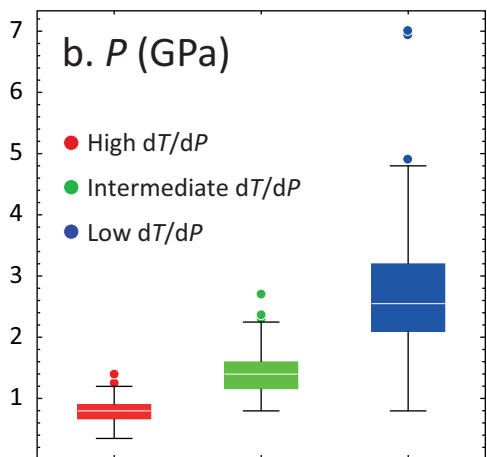 7
b. P (GPa)
6
High dT/dP
5
Intermediate dT/dP
4
Low dT/dP
3
2
1